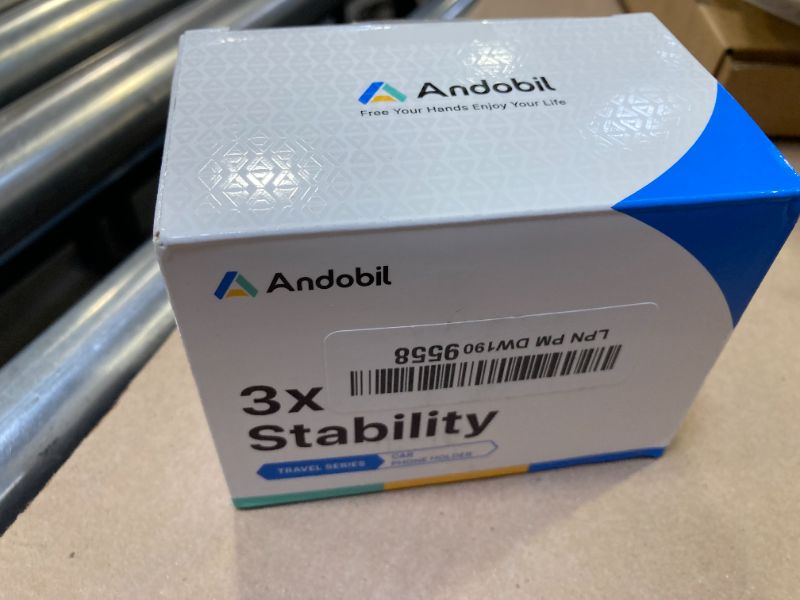 Andobil
Free Your Hands Enjoy Your Life
Andobil
LPN PM DW190 9558
3x
Stability
TRAVEL SERIES
CAR
PHONE HOLDER